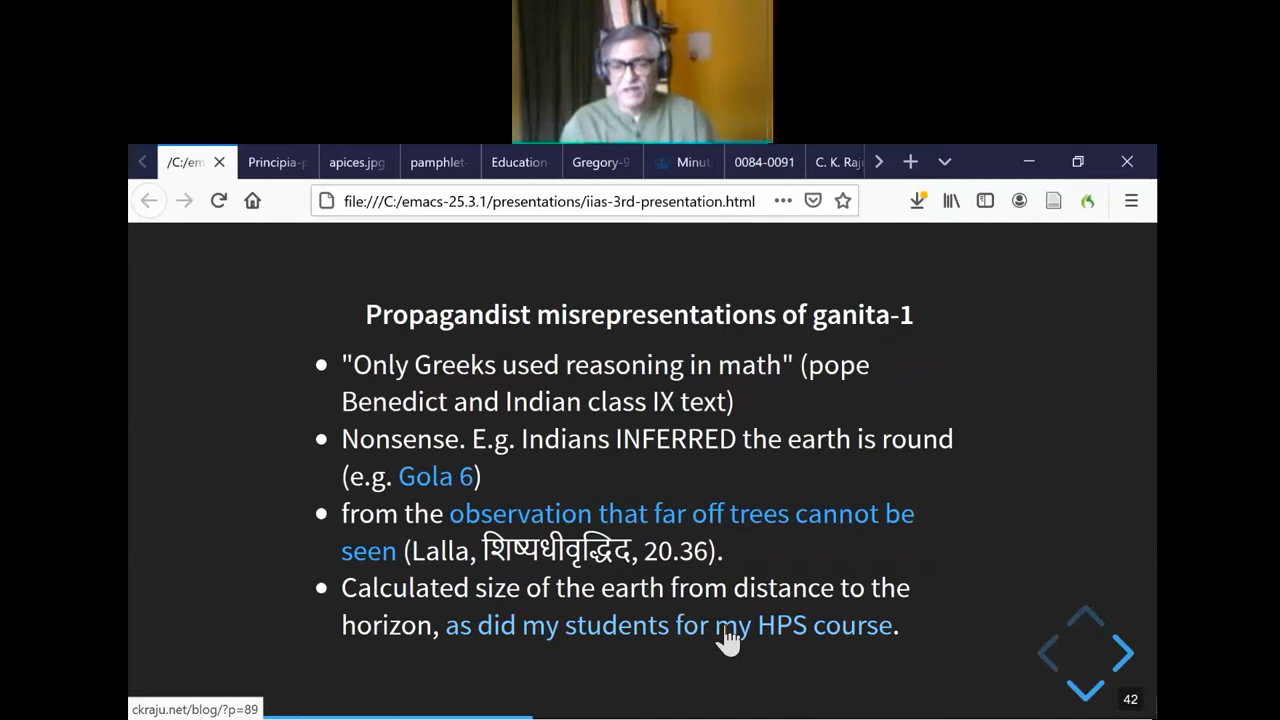 /C:/em
Principia-p
apices.jpg
pamphlet-
Education
Gregory-9
Minut
0084-0091
C. K. Raju
file:///C:/emacs-25.3.1/presentations/iias-3rd-presentation.html
Propagandist misrepresentations of ganita-1
"Only Greeks used reasoning in math" (pope
Benedict and Indian class IX text)
Nonsense. E.g. Indians INFERRED the earth is round
(e.g. Gola 6)
from the observation that far off trees cannot be
seen (Lalla, शिष्यधीवृद्धिद, 20.36).
Calculated size of the earth from distance to the
horizon, as did my students for my HPS course.
ckraju.net/blog/?p=89
42